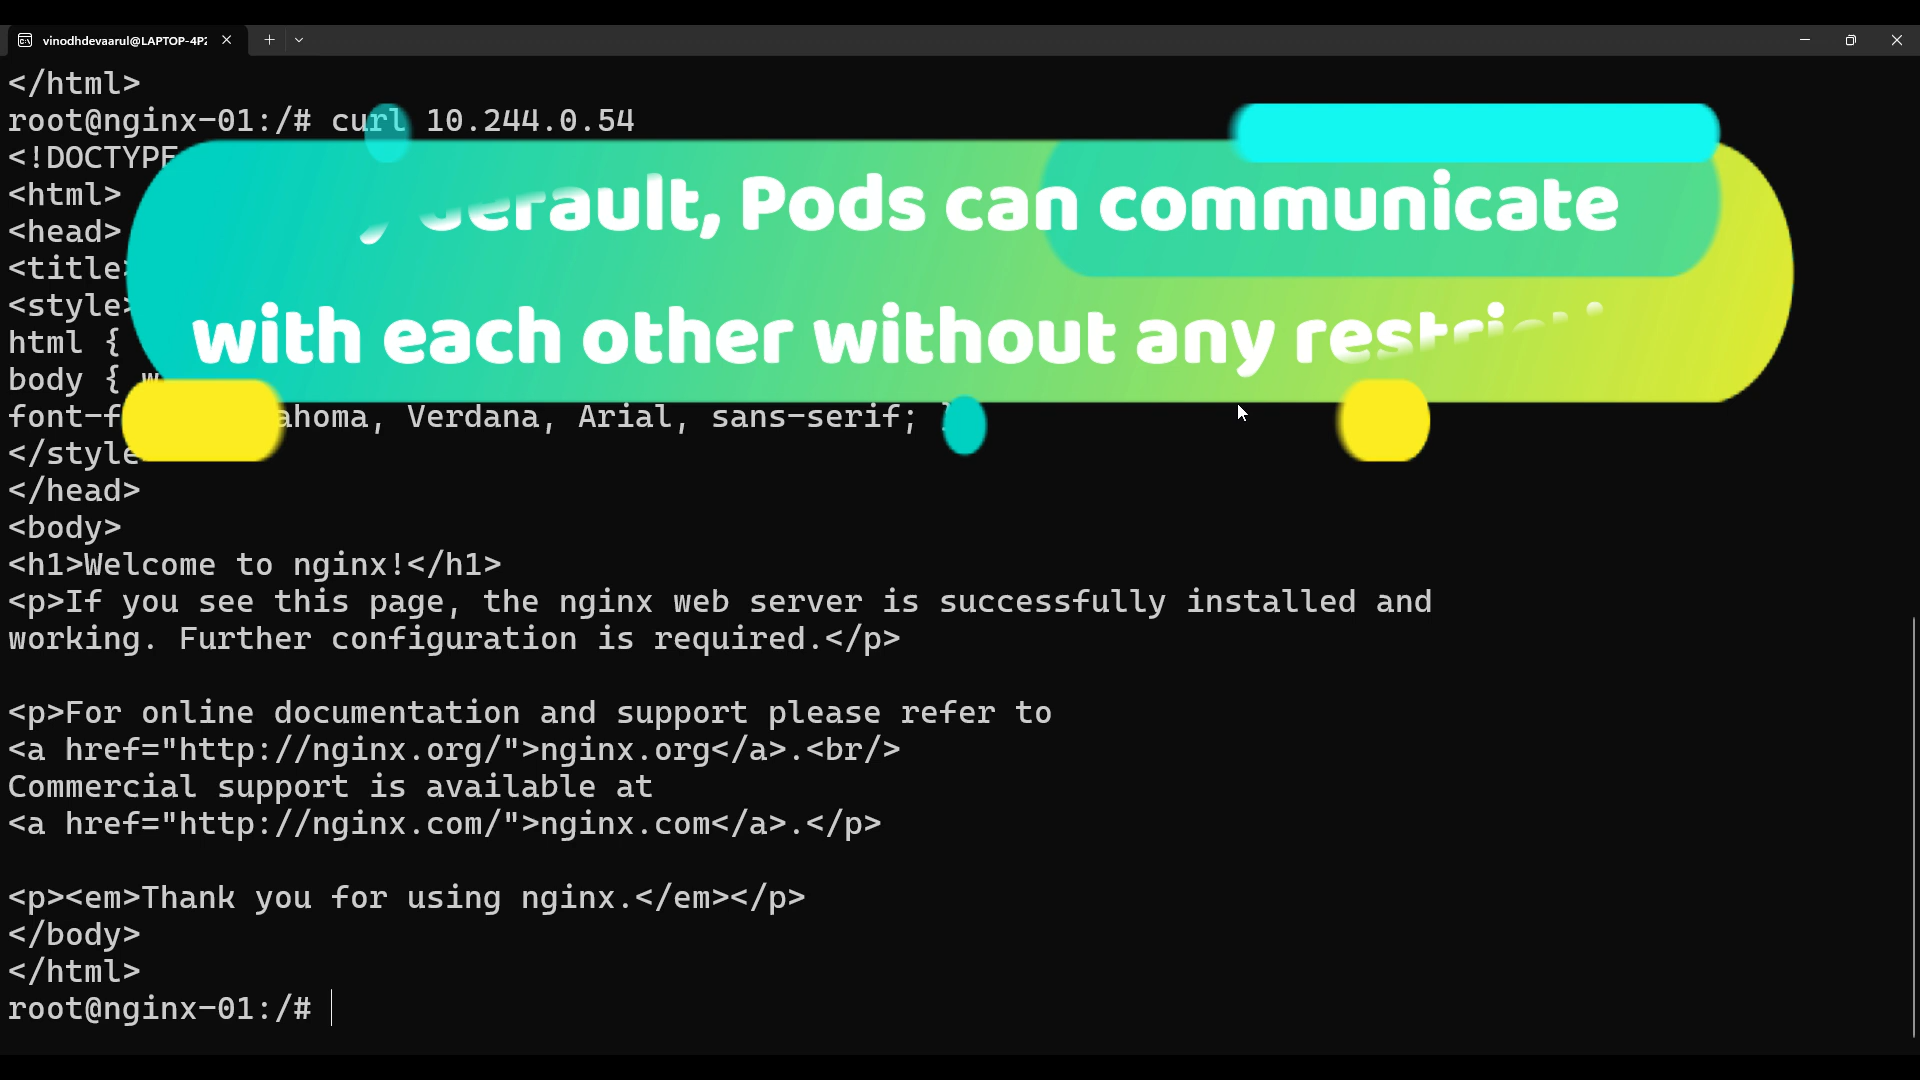 vinodhdevaarul@LAPTOP-4P2
</html>
root@nginx-01:/# curl 10.244.0.54
<!DOCTYPE
<html>
<head>
<title>
<style>
html {
body {
ahoma, Verdana, Arial, sans-serif; }
</style
</head>
<body>
<h1>Welcome to nginx!</h1>
<p>If you see this page, the nginx web server is successfully installed and
working. Further configuration is required.</p>
<p>For online documentation and support please refer to
<a href="http://nginx.org/">nginx.org</a>.<br/>
Commercial support is available at
<a href="http://nginx.com/">nginx.com</a>.</p>
<p><em>Thank you for using nginx.</em></p>
</body>
</html>
root@nginx-01:/#
default, Pods can communicate
with each other without any